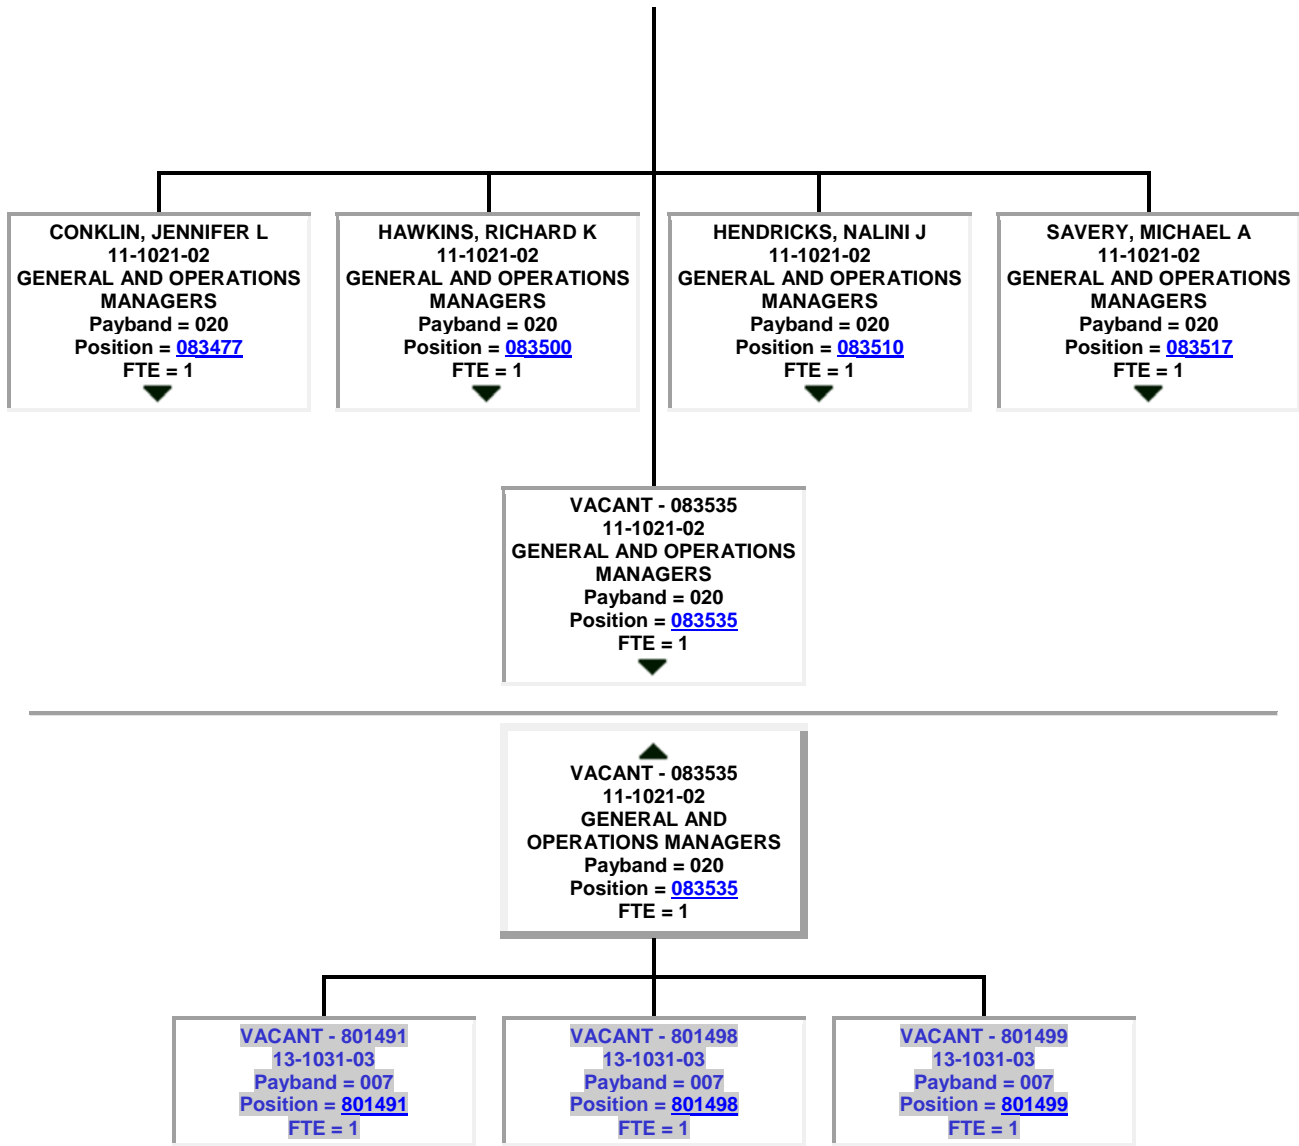 CONKLIN, JENNIFER L
11-1021-02
GENERAL AND OPERATIONS
MANAGERS
Payband = 020
Position = 083477
FTE = 1
HAWKINS, RICHARD K
11-1021-02
GENERAL AND OPERATIONS
MANAGERS
Payband = 020
Position = 083500
FTE = 1
HENDRICKS, NALINI J
11-1021-02
GENERAL AND OPERATIONS
MANAGERS
Payband = 020
Position = 083510
FTE = 1
SAVERY, MICHAEL A
11-1021-02
GENERAL AND OPERATIONS
MANAGERS
Payband = 020
Position = 083517
FTE = 1
VACANT - 083535
11-1021-02
GENERAL AND OPERATIONS
MANAGERS
Payband = 020
Position = 083535
FTE = 1
VACANT - 083535
11-1021-02
GENERAL AND
OPERATIONS MANAGERS
Payband = 020
Position = 083535
FTE = 1
VACANT - 801491
13-1031-03
Payband = 007
Position = 801491
FTE = 1
VACANT - 801498
13-1031-03
Payband = 007
Position = 801498
FTE = 1
VACANT - 801499
13-1031-03
Payband = 007
Position = 801499
FTE = 1